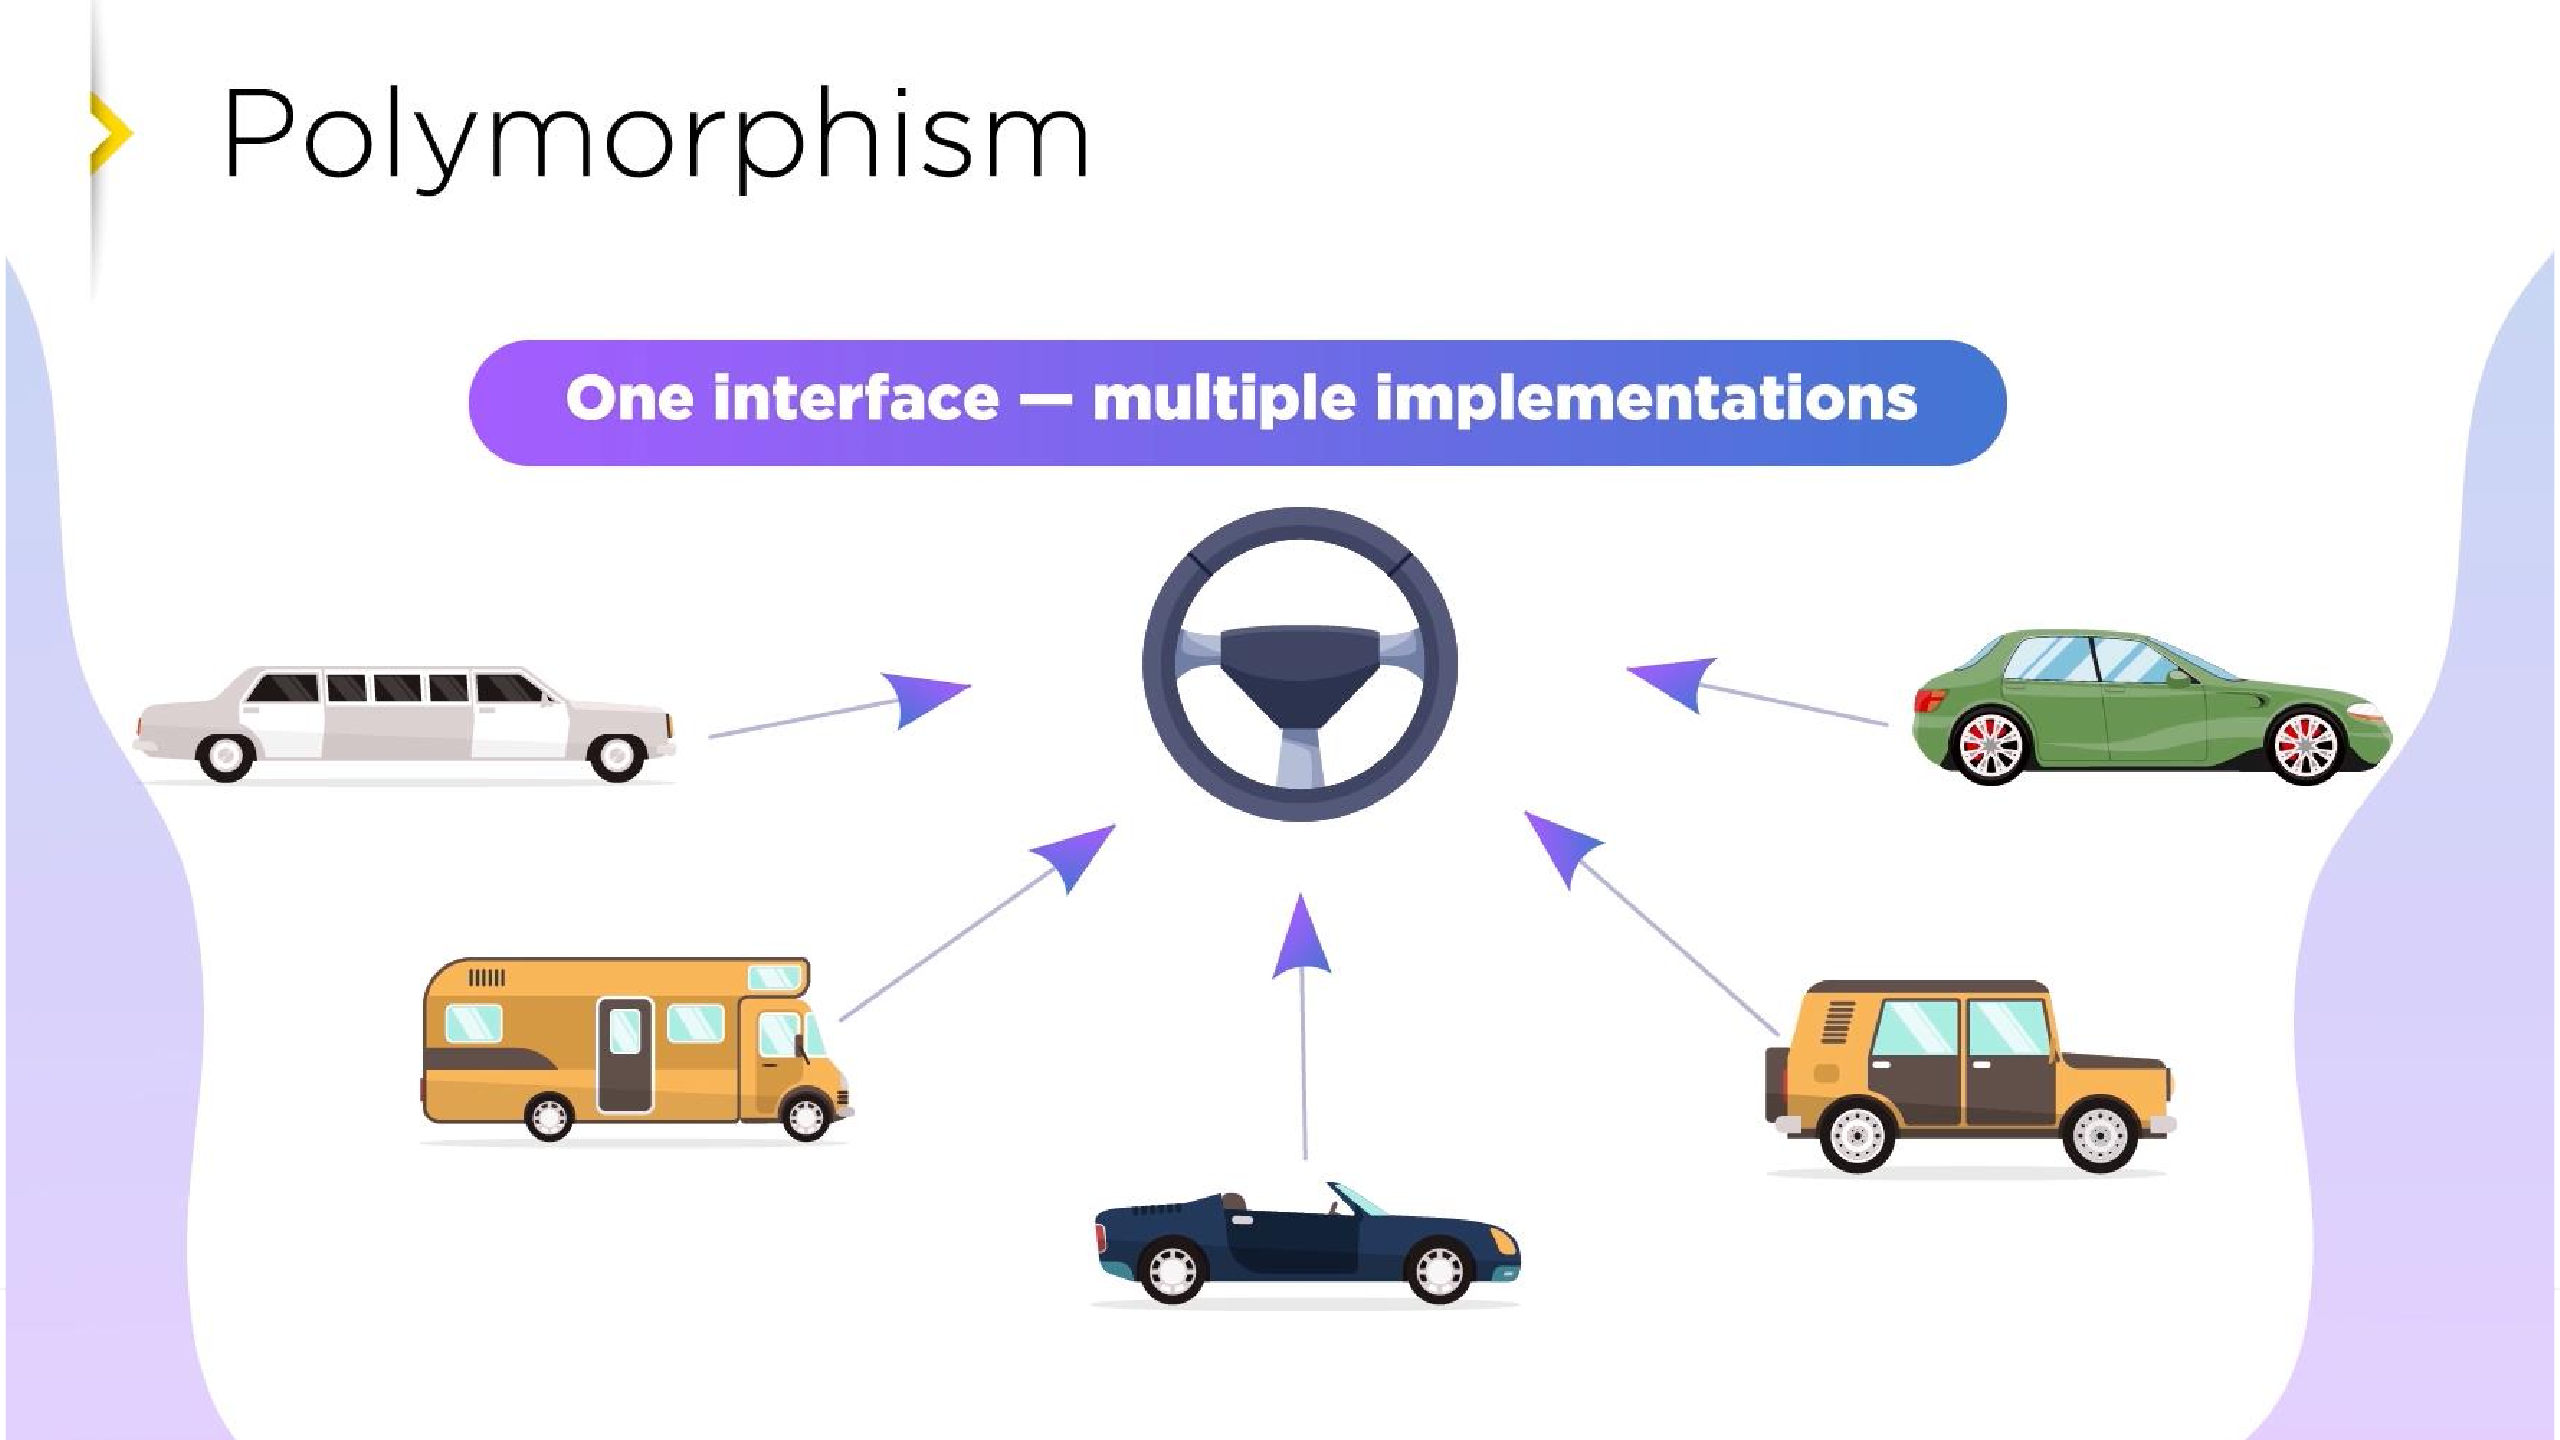 Polymorphism
One interface — multiple implementations